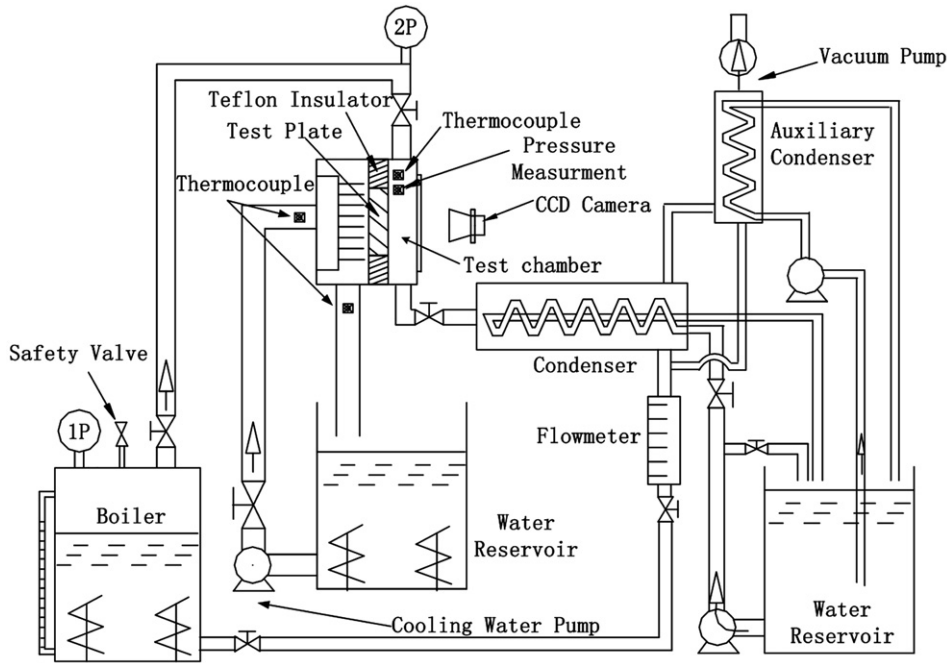 2P
Vacuum Pump
Teflon Insulator
Test Plate
Thermocouple
Pressure
Measurment
Auxiliary
Condenser
Thermocouple
CCD Camera
Test chamber
Safety Valve
Condenser
1P
Flowmeter
Boiler
Water
Reservoir
Cooling Water Pump
Water
Reservoir